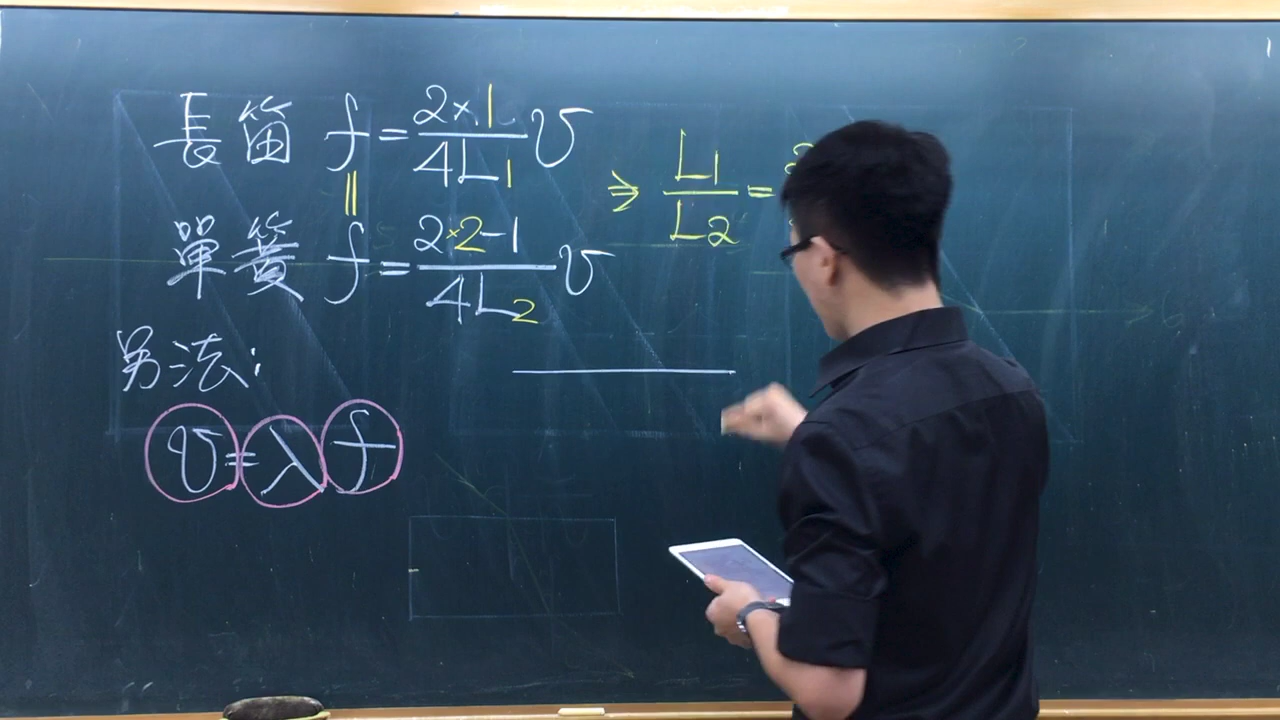 長笛 f = (2×1)/(4L1) v
||
單簧 f = (2×2-1)/(4L2) v
⇒ L1/L2 =
另法:
v = λ f